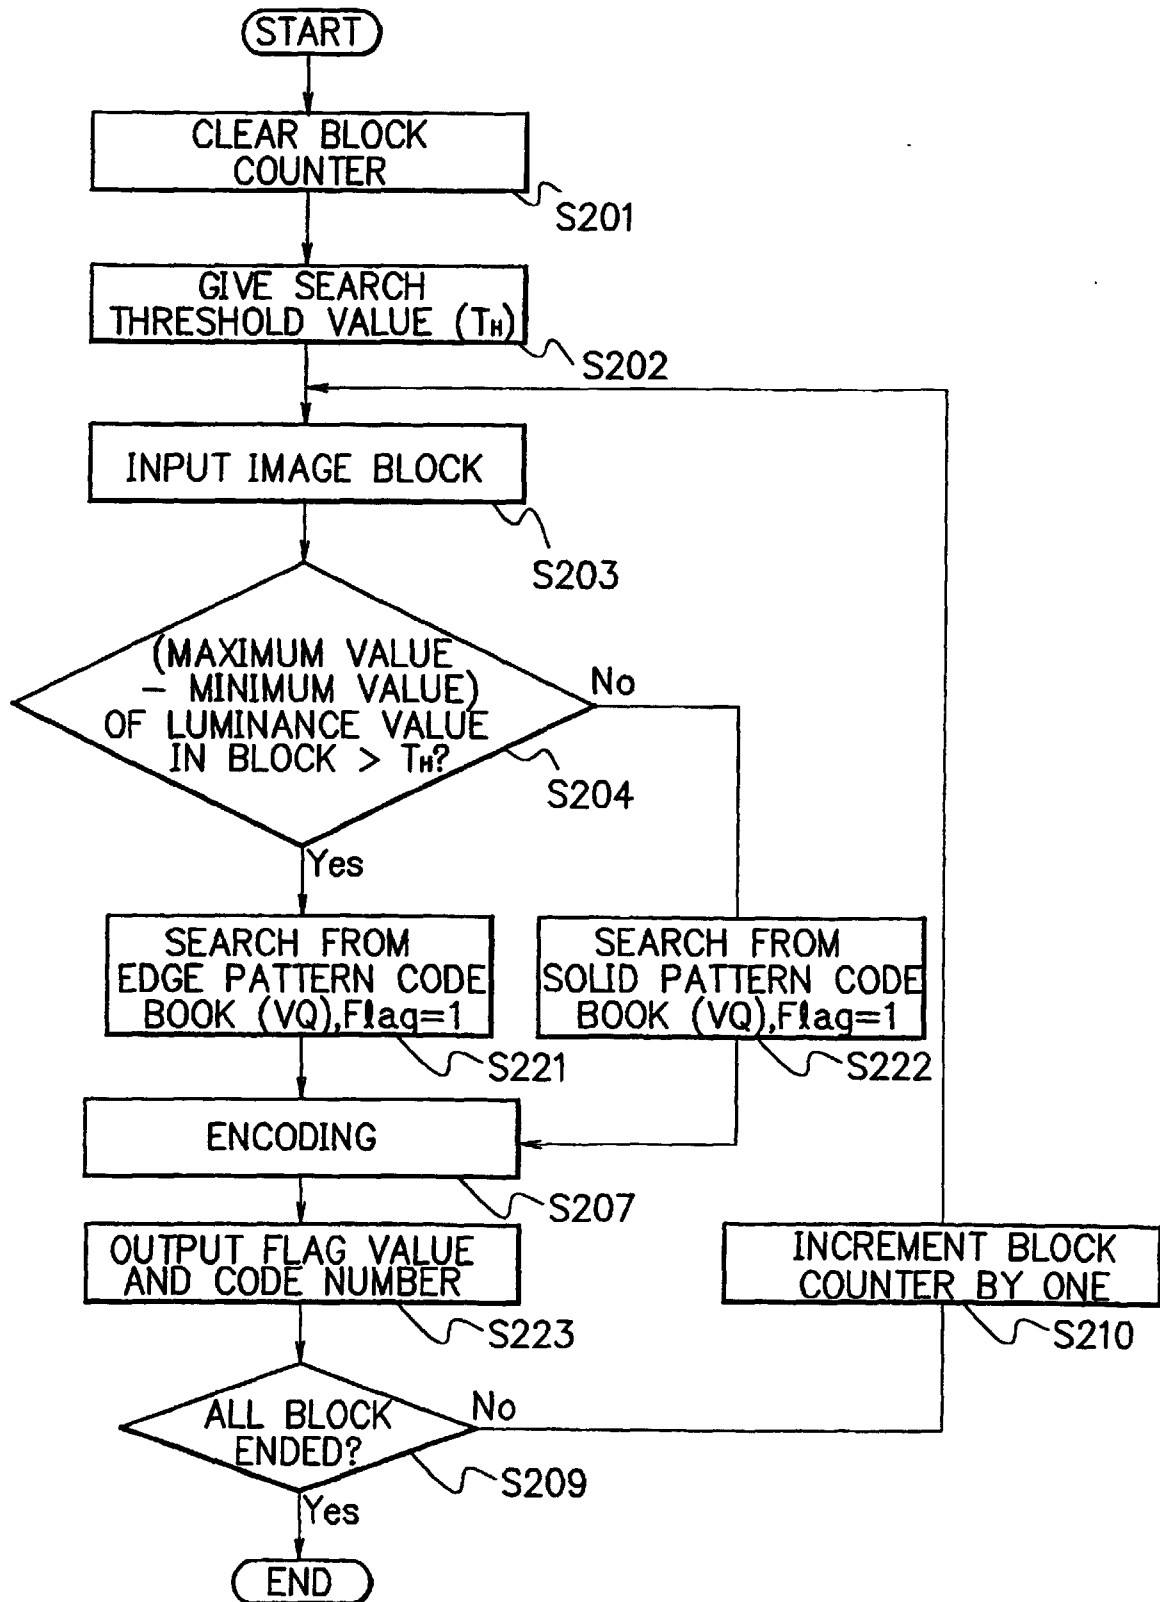 START
CLEAR BLOCK
COUNTER
S201
GIVE SEARCH
THRESHOLD VALUE (TH)
S202
INPUT IMAGE BLOCK
S203
(MAXIMUM VALUE
- MINIMUM VALUE)
OF LUMINANCE VALUE
IN BLOCK > TH?
No
S204
Yes
SEARCH FROM
EDGE PATTERN CODE
BOOK (VQ),Flag=1
S221
SEARCH FROM
SOLID PATTERN CODE
BOOK (VQ),Flag=1
S222
ENCODING
S207
OUTPUT FLAG VALUE
AND CODE NUMBER
S223
INCREMENT BLOCK
COUNTER BY ONE
S210
ALL BLOCK
ENDED?
No
S209
Yes
END